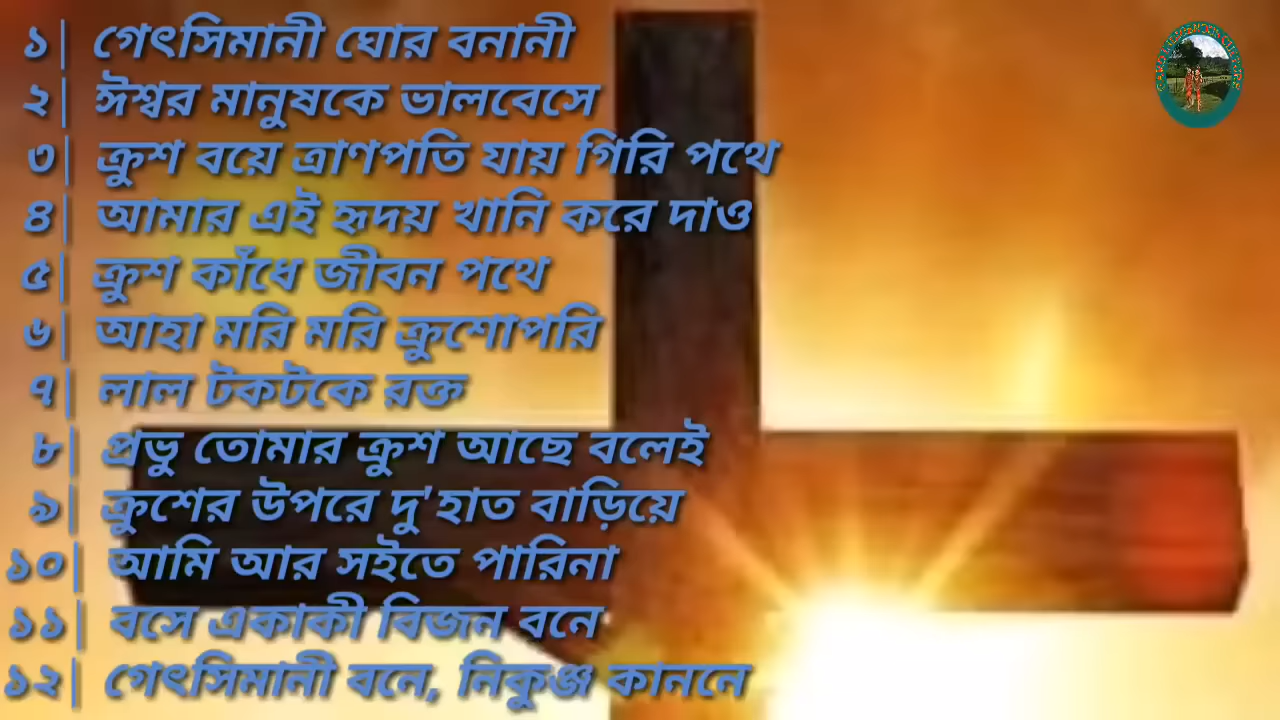 ১| গেৎসিমানী ঘোর বনানী
২| ঈশ্বর মানুষকে ভালবেসে
৩| ক্রুশ বয়ে ত্রাণপতি যায় গিরি পথে
৪| আমার এই হৃদয় খানি করে দাও
৫| ক্রুশ কাঁধে জীবন পথে
৬| আহা মরি মরি ক্রুশোপরি
৭| লাল টকটকে রক্ত
৮| প্রভু তোমার ক্রুশ আছে বলেই
৯| ক্রুশের উপরে দু'হাত বাড়িয়ে
১০| আমি আর সইতে পারিনা
১১| বসে একাকী বিজন বনে
১২| গেৎসিমানী বনে, নিকুঞ্জ কাননে